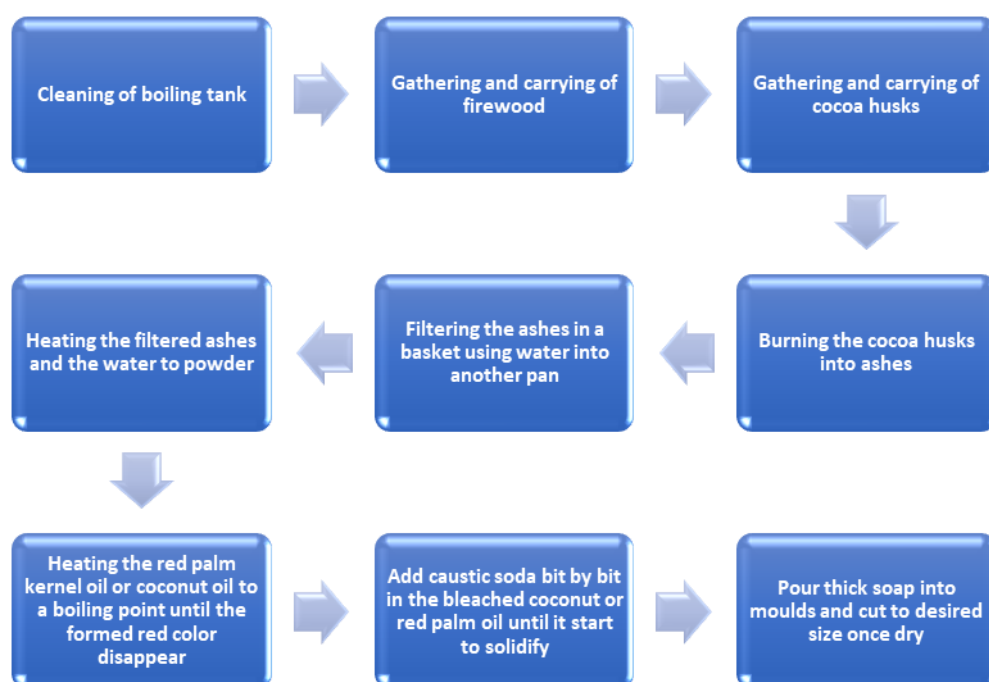 Cleaning of boiling tank
Gathering and carrying of
firewood
Gathering and carrying of
cocoa husks
Burning the cocoa husks
into ashes
Filtering the ashes in a
basket using water into
another pan
Heating the filtered ashes
and the water to powder
Heating the red palm
kernel oil or coconut oil to
a boiling point until the
formed red color
disappear
Add caustic soda bit by bit
in the bleached coconut or
red palm oil until it start
to solidify
Pour thick soap into
moulds and cut to desired
size once dry